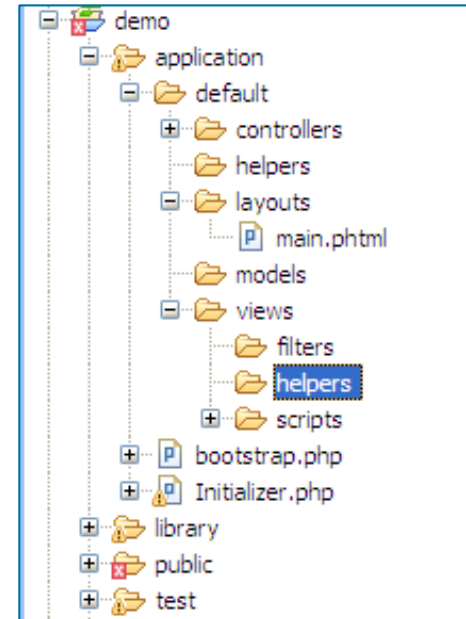 demo
application
default
controllers
helpers
layouts
main.phtml
models
views
filters
helpers
scripts
bootstrap.php
Initializer.php
library
public
test